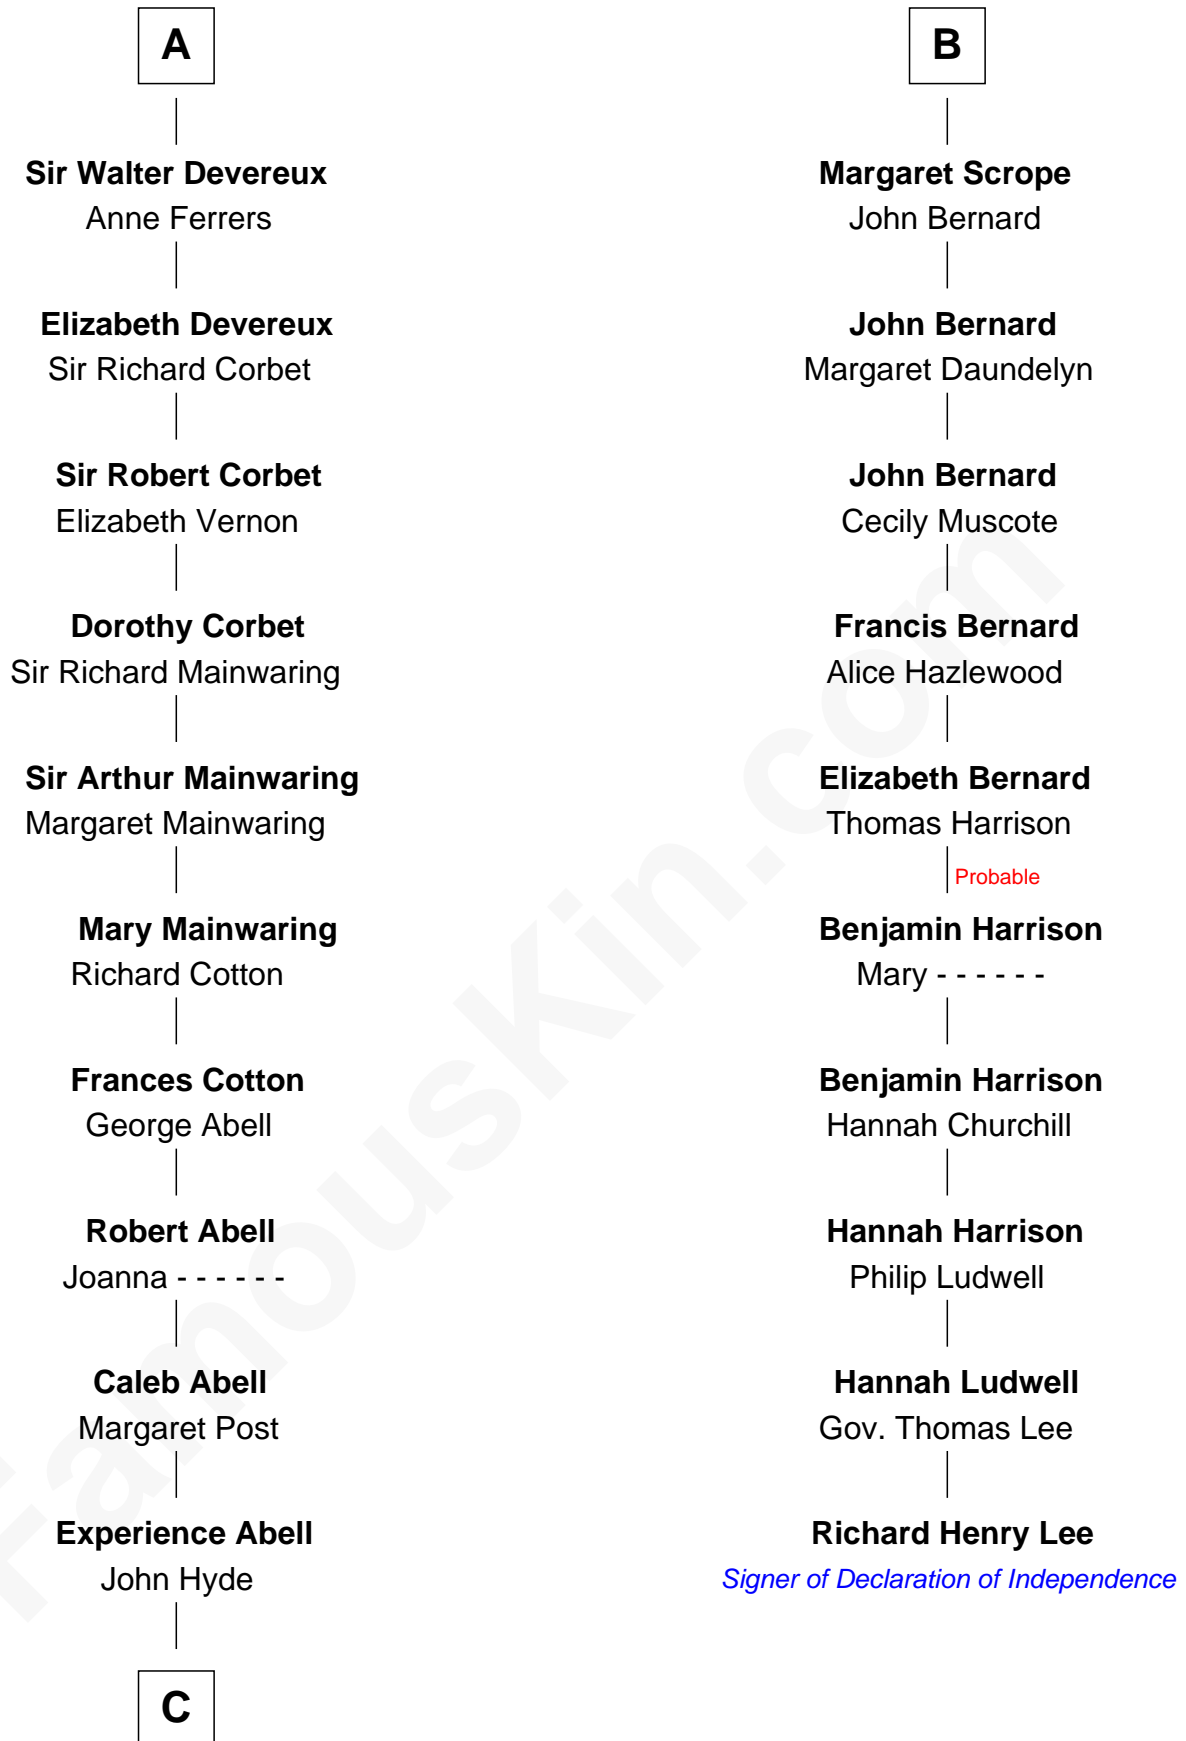 A
Sir Walter Devereux
Anne Ferrers
Elizabeth Devereux
Sir Richard Corbet
Sir Robert Corbet
Elizabeth Vernon
Dorothy Corbet
Sir Richard Mainwaring
Sir Arthur Mainwaring
Margaret Mainwaring
Mary Mainwaring
Richard Cotton
Frances Cotton
George Abell
Robert Abell
Joanna - - - - - -
Caleb Abell
Margaret Post
Experience Abell
John Hyde
C
B
Margaret Scrope
John Bernard
John Bernard
Margaret Daundelyn
John Bernard
Cecily Muscote
Francis Bernard
Alice Hazlewood
Elizabeth Bernard
Thomas Harrison
Probable
Benjamin Harrison
Mary - - - - - -
Benjamin Harrison
Hannah Churchill
Hannah Harrison
Philip Ludwell
Hannah Ludwell
Gov. Thomas Lee
Richard Henry Lee
Signer of Declaration of Independence
FamousKin.com